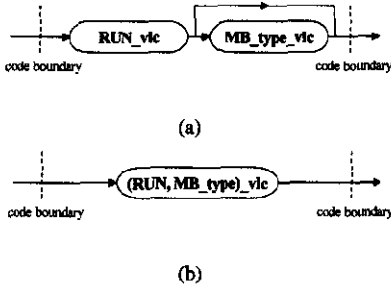 RUN_vlc MB_type_vlc
code boundary code boundary
(a)
(RUN, MB_type)_vlc
code boundary code boundary
(b)